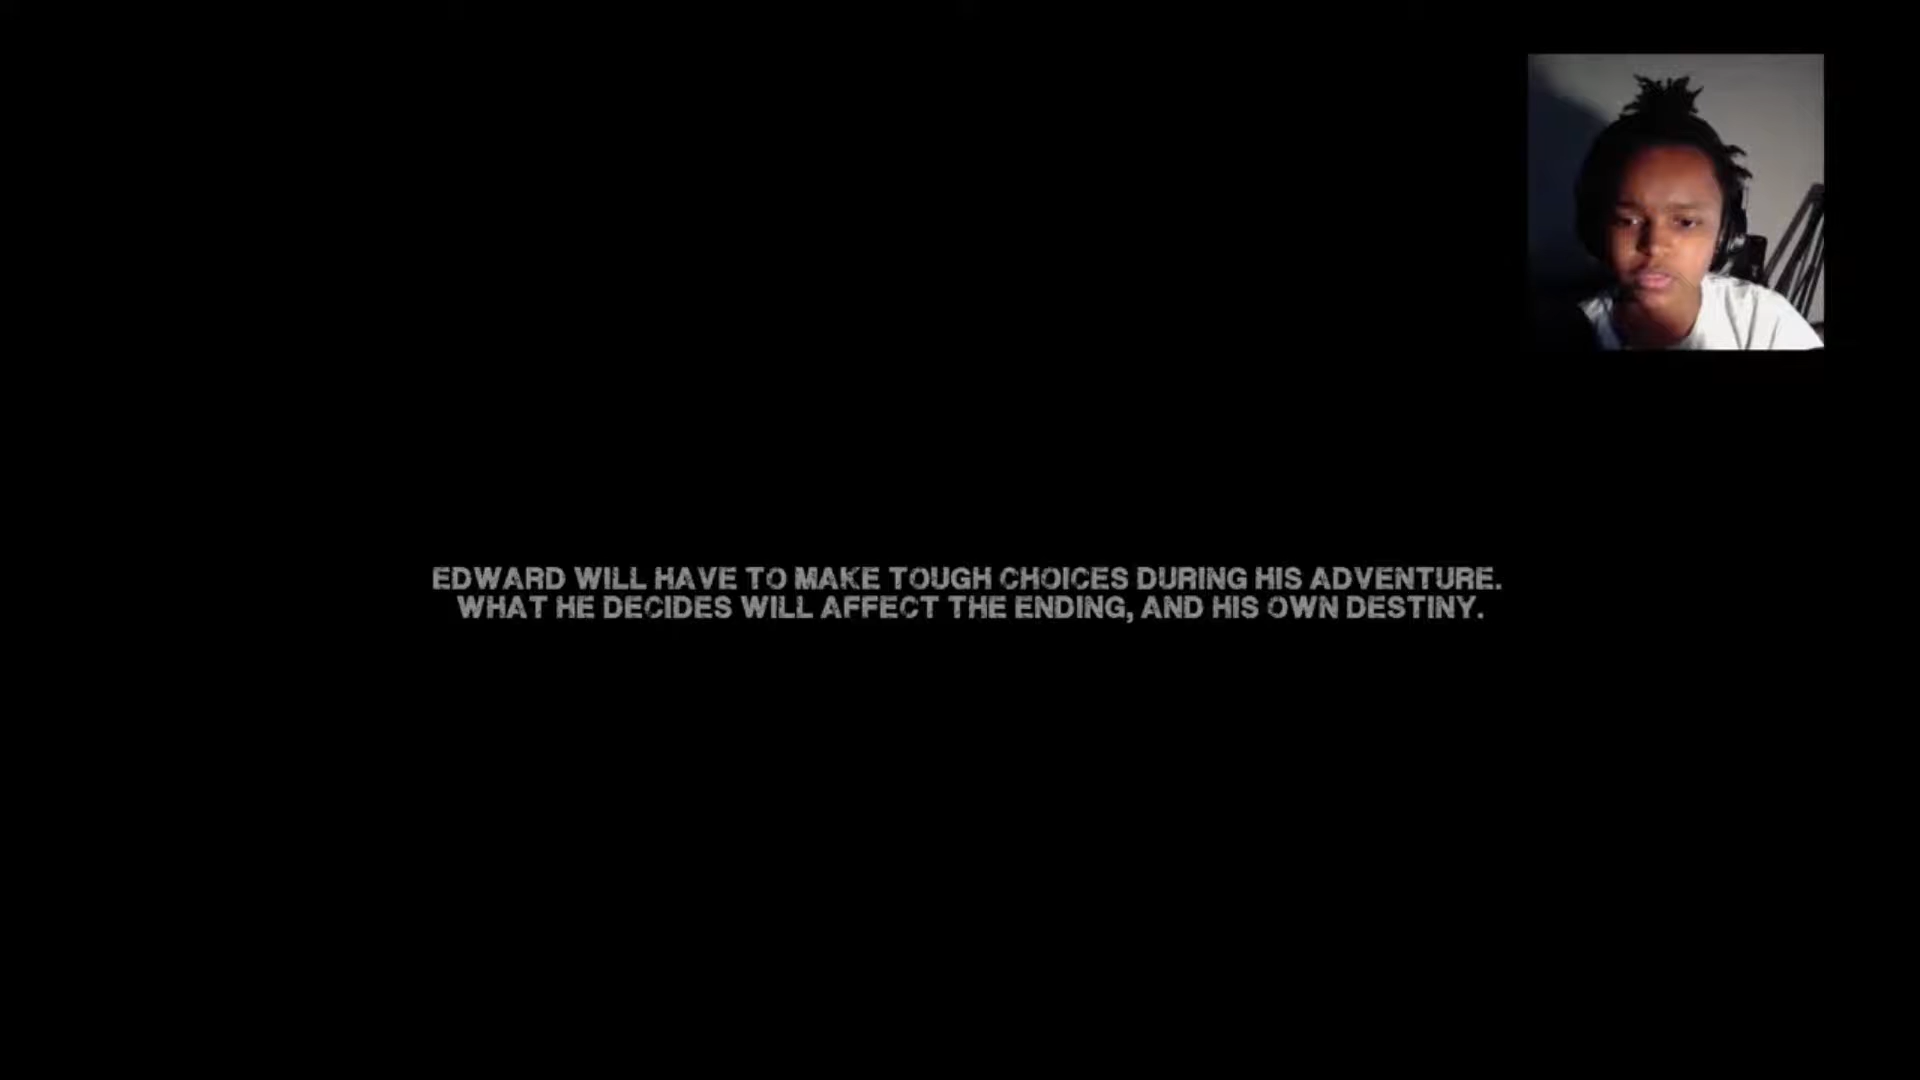 EDWARD WILL HAVE TO MAKE TOUGH CHOICES DURING HIS ADVENTURE.
WHAT HE DECIDES WILL AFFECT THE ENDING, AND HIS OWN DESTINY.